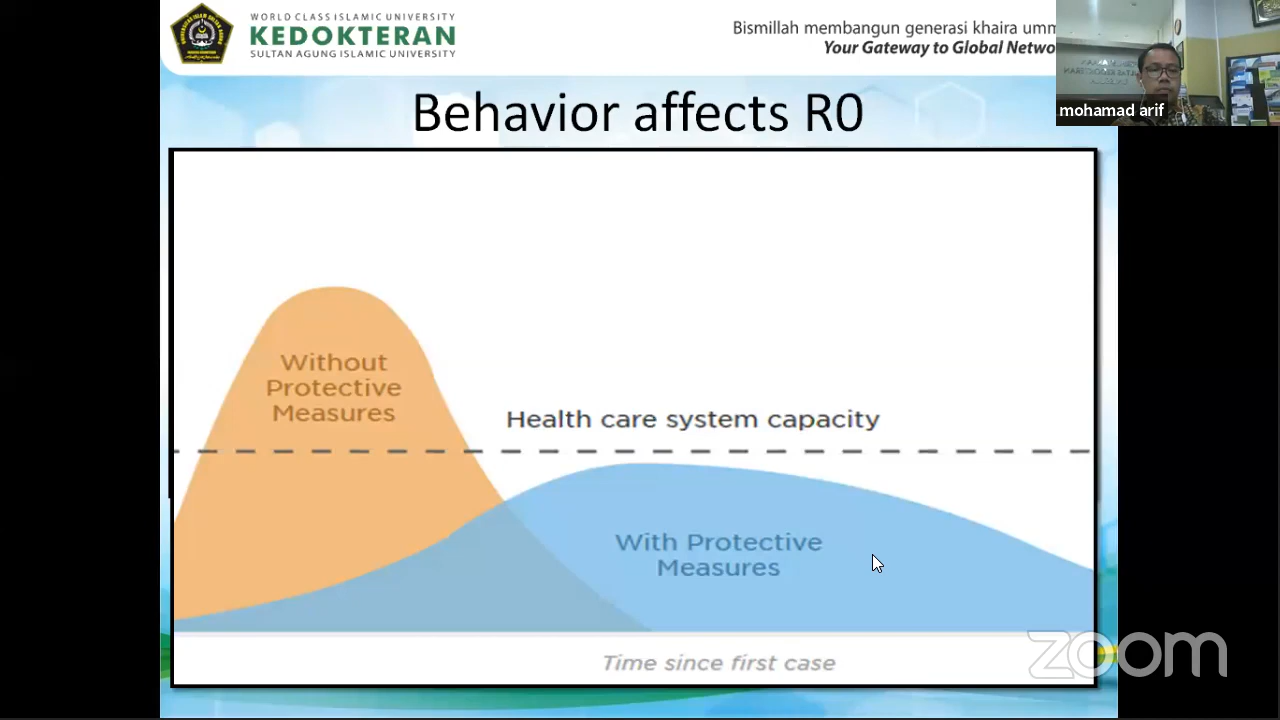 WORLD CLASS ISLAMIC UNIVERSITY
KEDOKTERAN
SULTAN AGUNG ISLAMIC UNIVERSITY
Bismillah membangun generasi khaira umm
Your Gateway to Global Netwo
mohamad arif
Behavior affects R0
Without
Protective
Measures
Health care system capacity
With Protective
Measures
Time since first case
zoom